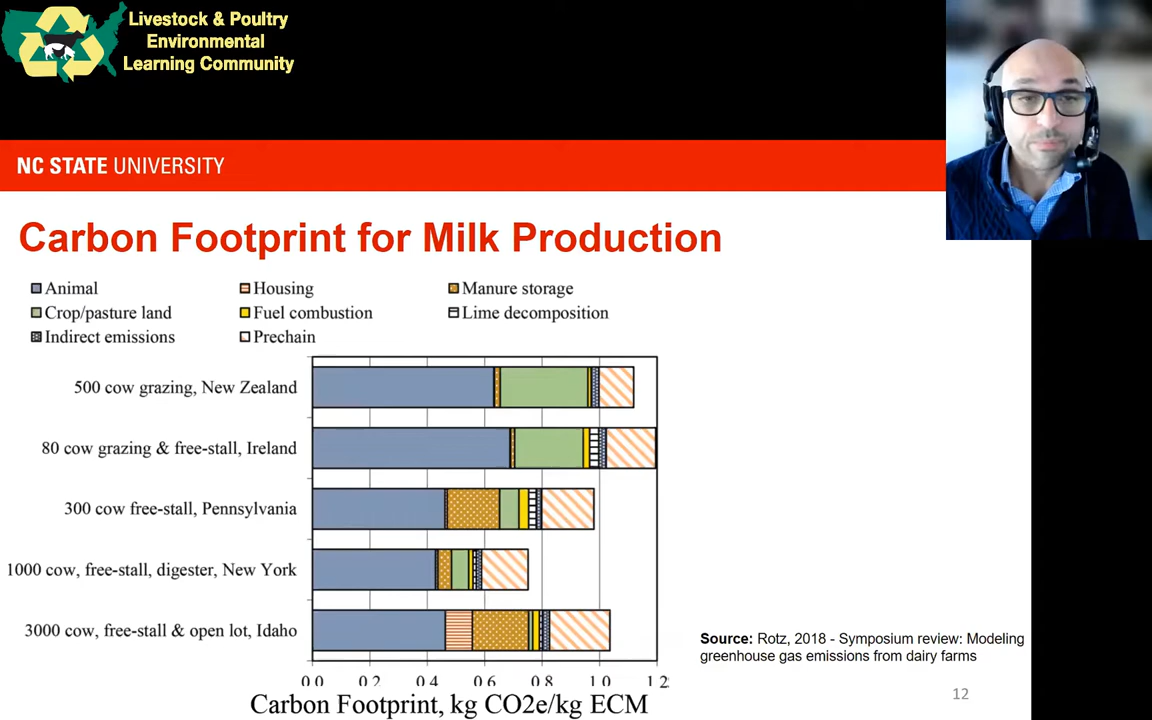 Livestock & Poultry
Environmental
Learning Community
NC STATE UNIVERSITY
Carbon Footprint for Milk Production
Animal
Housing
Manure storage
Crop/pasture land
Fuel combustion
Lime decomposition
Indirect emissions
Prechain
500 cow grazing, New Zealand
80 cow grazing & free-stall, Ireland
300 cow free-stall, Pennsylvania
1000 cow, free-stall, digester, New York
3000 cow, free-stall & open lot, Idaho
0.0 0.2 0.4 0.6 0.8 1.0 1.2
Carbon Footprint, kg CO2e/kg ECM
Source: Rotz, 2018 - Symposium review: Modeling
greenhouse gas emissions from dairy farms
12